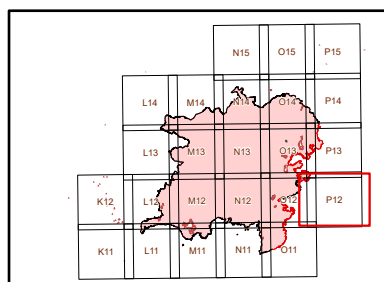 N15 O15 P15
L14 M14 N14 O14 P14
L13 M13 N13 O13 P13
K12 L12 M12 N12 O12 P12
K11 L11 M11 N11 O11